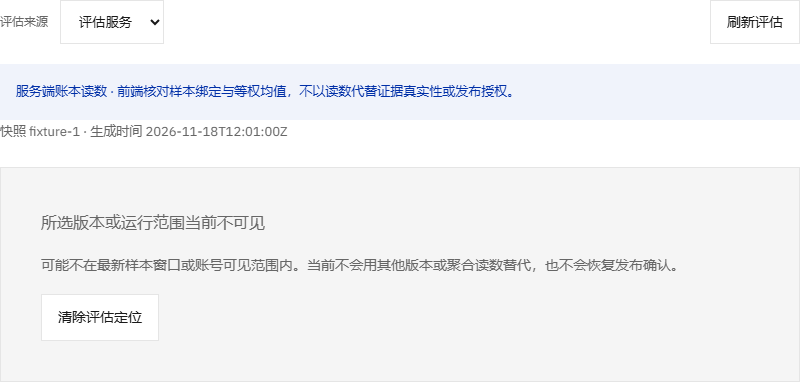 评估来源 评估服务 刷新评估
服务端账本读数 · 前端核对样本绑定与等权均值，不以读数代替证据真实性或发布授权。
快照 fixture-1 · 生成时间 2026-11-18T12:01:00Z
所选版本或运行范围当前不可见
可能不在最新样本窗口或账号可见范围内。当前不会用其他版本或聚合读数替代，也不会恢复发布确认。
清除评估定位